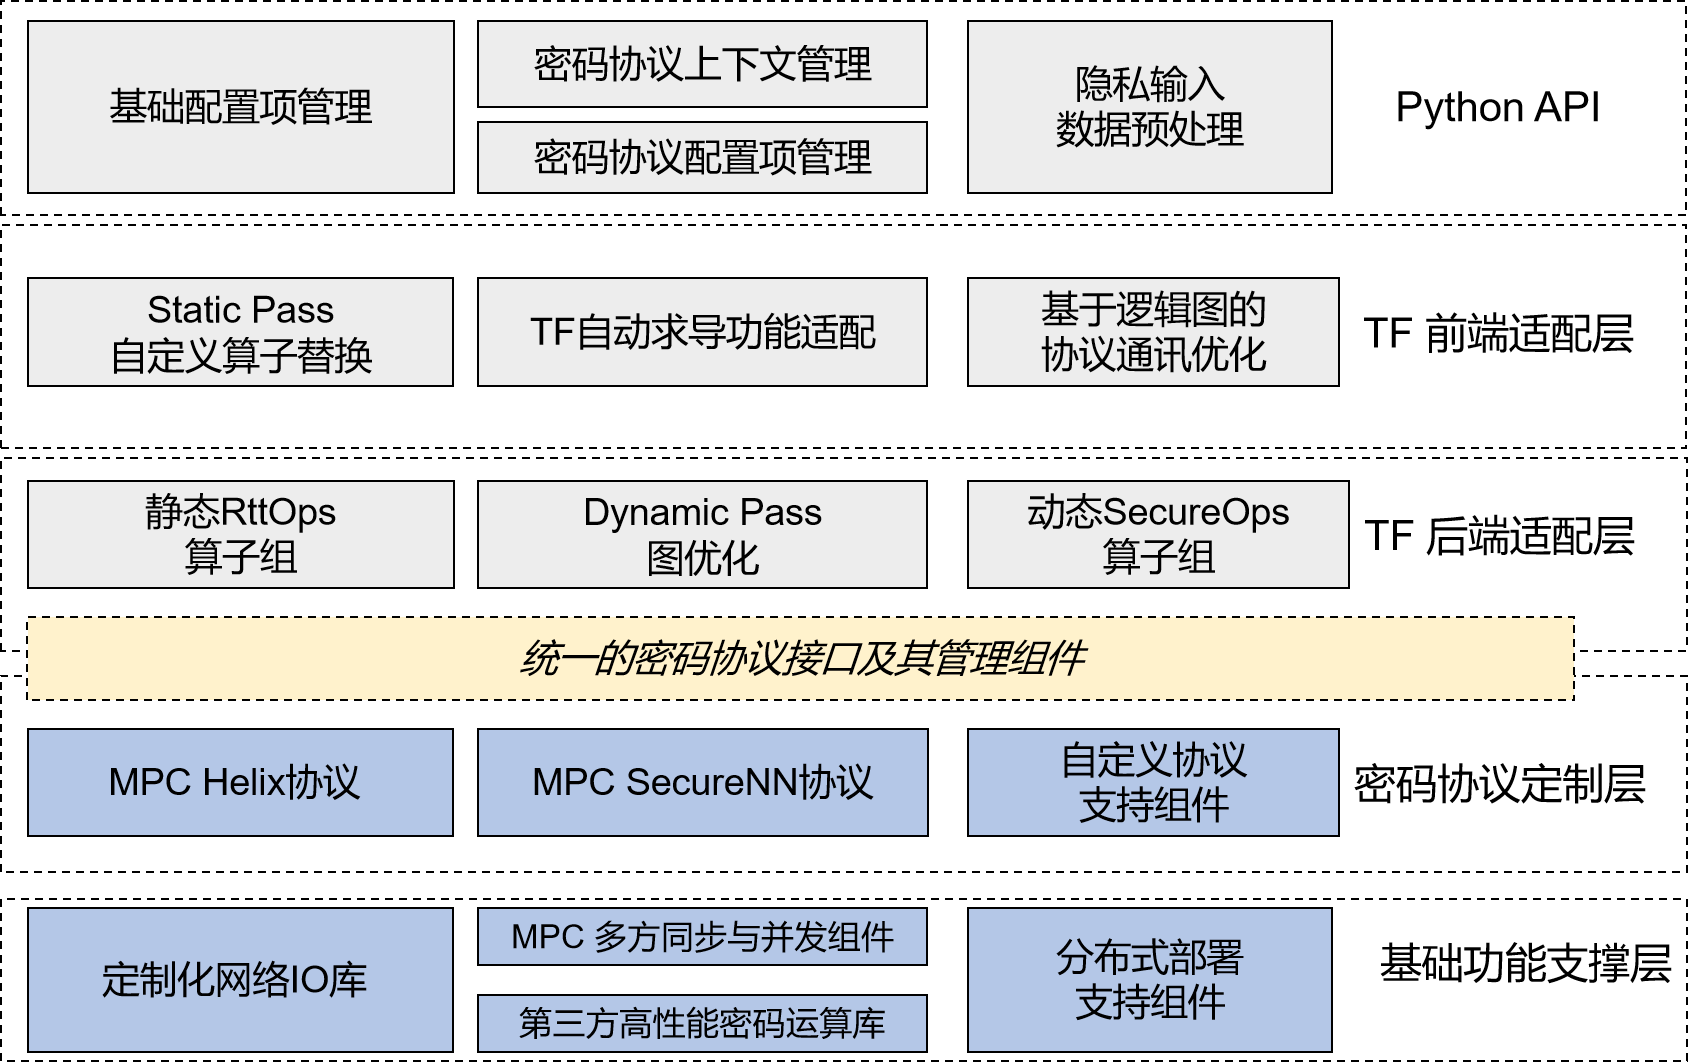 基础配置项管理
密码协议上下文管理
密码协议配置项管理
隐私输入
数据预处理
Python API
Static Pass
自定义算子替换
TF自动求导功能适配
基于逻辑图的
协议通讯优化
TF 前端适配层
静态RttOps
算子组
Dynamic Pass
图优化
动态SecureOps
算子组
TF 后端适配层
统一的密码协议接口及其管理组件
MPC Helix协议
MPC SecureNN协议
自定义协议
支持组件
密码协议定制层
定制化网络IO库
MPC 多方同步与并发组件
第三方高性能密码运算库
分布式部署
支持组件
基础功能支撑层